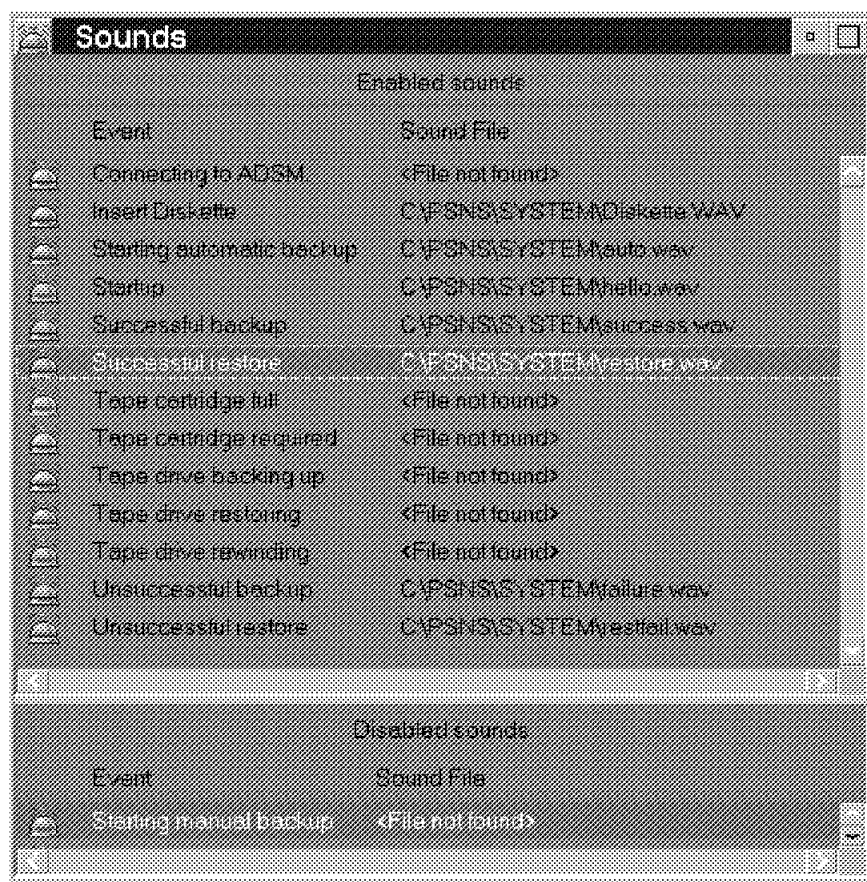 Sounds
Enabled sounds
Event Sound File
Connecting to ADSM <File not found>
Insert Diskette C:\PSNS\SYSTEM\Diskette.WAV
Starting automatic backup C:\PSNS\SYSTEM\auto.wav
Startup C:\PSNS\SYSTEM\hello.wav
Successful backup C:\PSNS\SYSTEM\success.wav
Successful restore C:\PSNS\SYSTEM\restore.wav
Tape cartridge full <File not found>
Tape cartridge required <File not found>
Tape drive backing up <File not found>
Tape drive restoring <File not found>
Tape drive rewinding <File not found>
Unsuccessful backup C:\PSNS\SYSTEM\failure.wav
Unsuccessful restore C:\PSNS\SYSTEM\restfail.wav
Disabled sounds
Event Sound File
Starting manual backup <File not found>